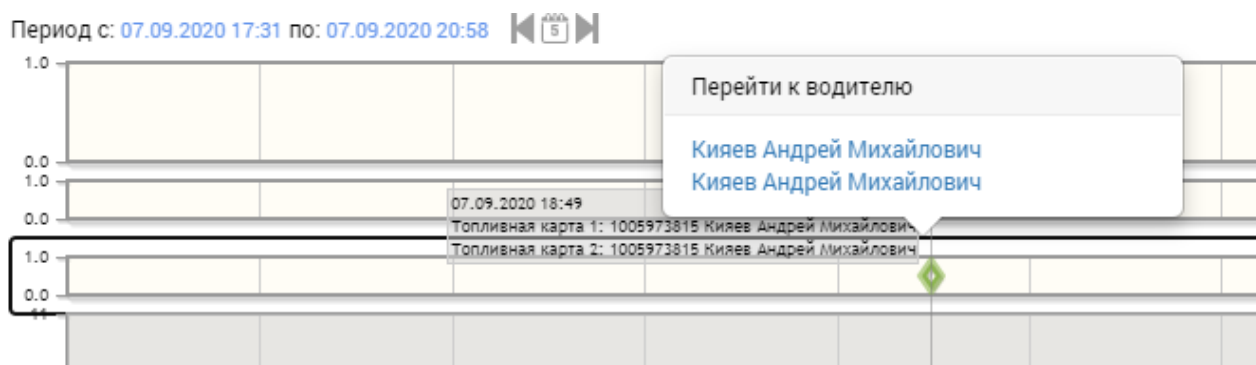 Период с: 07.09.2020 17:31 по: 07.09.2020 20:58 5
1.0
Перейти к водителю
Кияев Андрей Михайлович
0.0
1.0
Кияев Андрей Михайлович
07.09.2020 18:49
0.0
Топливная карта 1: 1005973815 Кияев Андрей Михайлович
Топливная карта 2: 1005973815 Кияев Андрей Михайлович
1.0
0.0
11